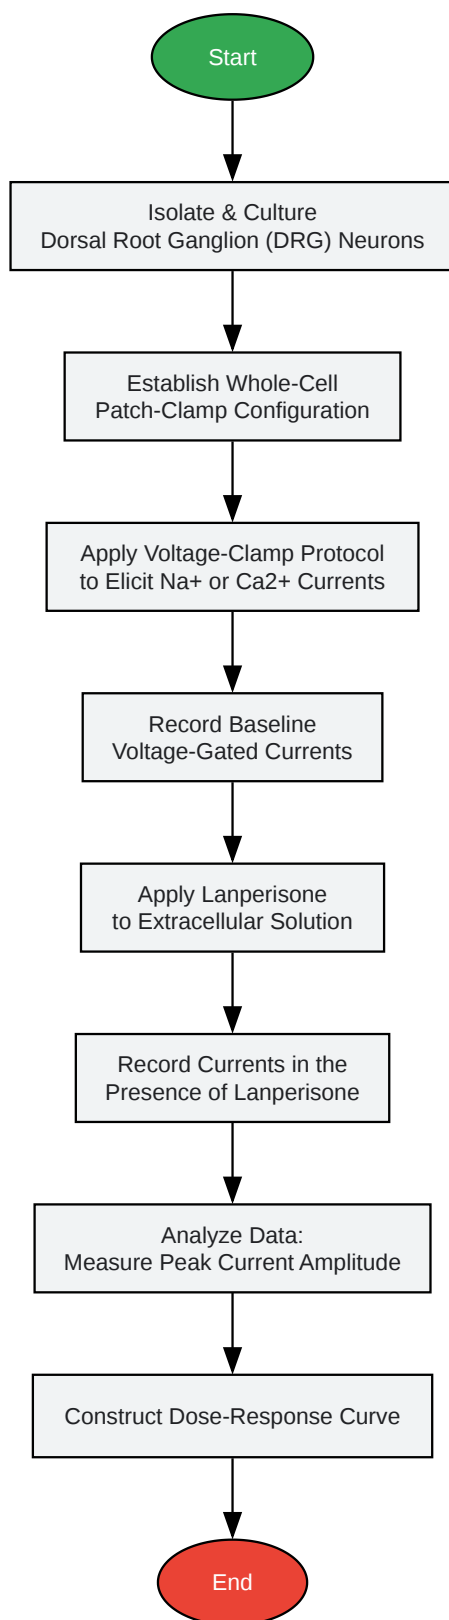 Start
Isolate & Culture
Dorsal Root Ganglion (DRG) Neurons
Establish Whole-Cell
Patch-Clamp Configuration
Apply Voltage-Clamp Protocol
to Elicit Na+ or Ca2+ Currents
Record Baseline
Voltage-Gated Currents
Apply Lanperisone
to Extracellular Solution
Record Currents in the
Presence of Lanperisone
Analyze Data:
Measure Peak Current Amplitude
Construct Dose-Response Curve
End